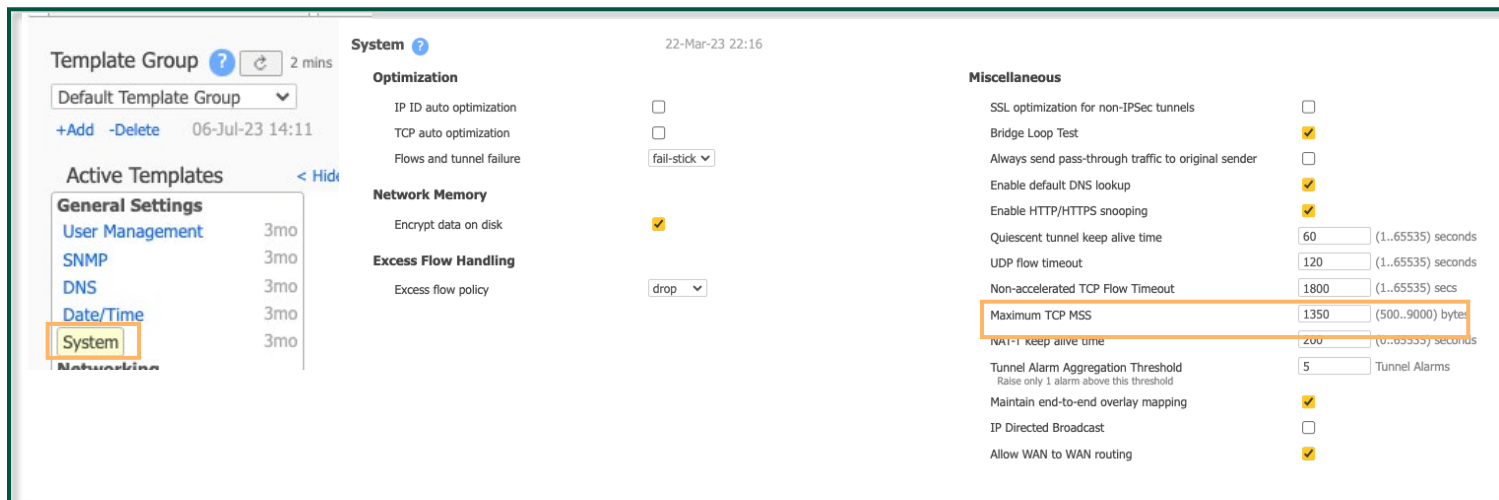 Template Group ? 2 mins
Default Template Group
+Add -Delete 06-Jul-23 14:11
Active Templates < Hide
General Settings
User Management 3mo
SNMP 3mo
DNS 3mo
Date/Time 3mo
System 3mo
Networking
System ? 22-Mar-23 22:16
Optimization
IP ID auto optimization
TCP auto optimization
Flows and tunnel failure fail-stick
Network Memory
Encrypt data on disk
Excess Flow Handling
Excess flow policy drop
Miscellaneous
SSL optimization for non-IPSec tunnels
Bridge Loop Test
Always send pass-through traffic to original sender
Enable default DNS lookup
Enable HTTP/HTTPS snooping
Quiescent tunnel keep alive time 60 (1..65535) seconds
UDP flow timeout 120 (1..65535) seconds
Non-accelerated TCP Flow Timeout 1800 (1..65535) secs
Maximum TCP MSS 1350 (500..9000) bytes
NAT-T keep alive time 200 (0..65535) seconds
Tunnel Alarm Aggregation Threshold 5 Tunnel Alarms
Raise only 1 alarm above this threshold
Maintain end-to-end overlay mapping
IP Directed Broadcast
Allow WAN to WAN routing